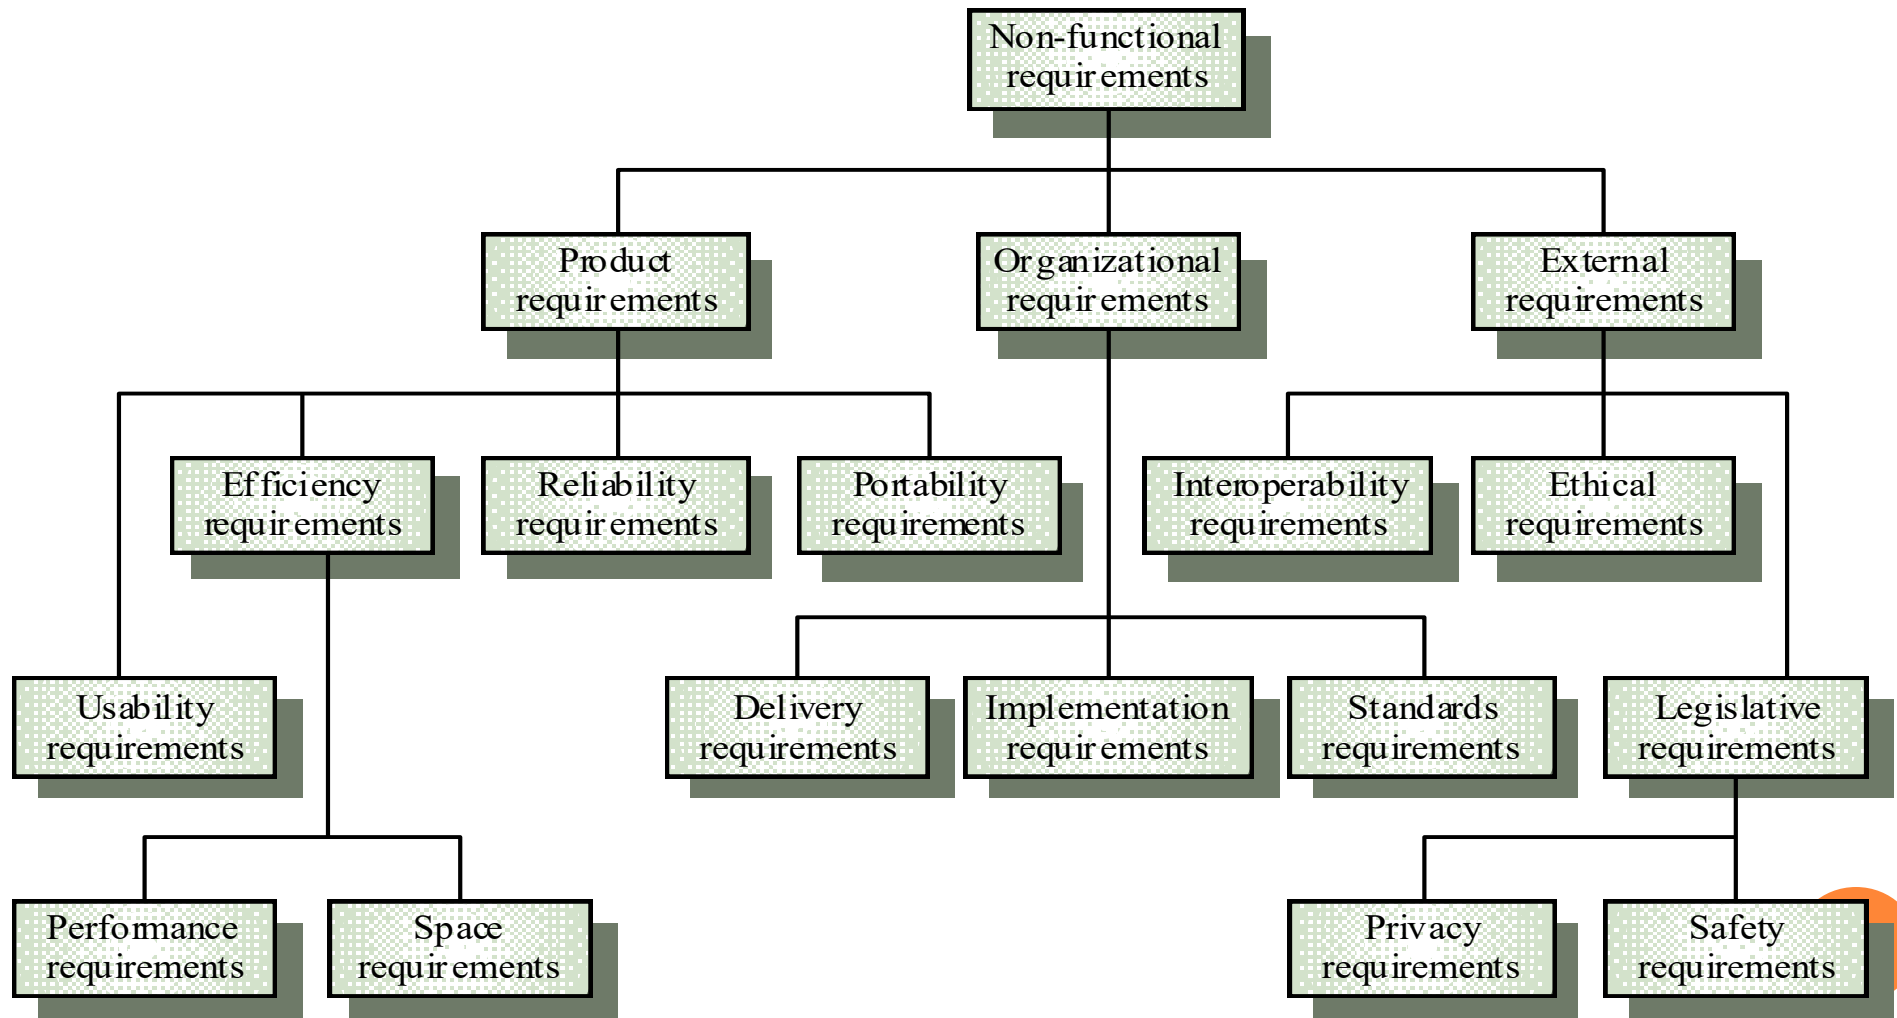 Non-functional
requirements
Product
requirements
Organizational
requirements
External
requirements
Efficiency
requirements
Reliability
requirements
Portability
requirements
Interoperability
requirements
Ethical
requirements
Usability
requirements
Delivery
requirements
Implementation
requirements
Standards
requirements
Legislative
requirements
Performance
requirements
Space
requirements
Privacy
requirements
Safety
requirements